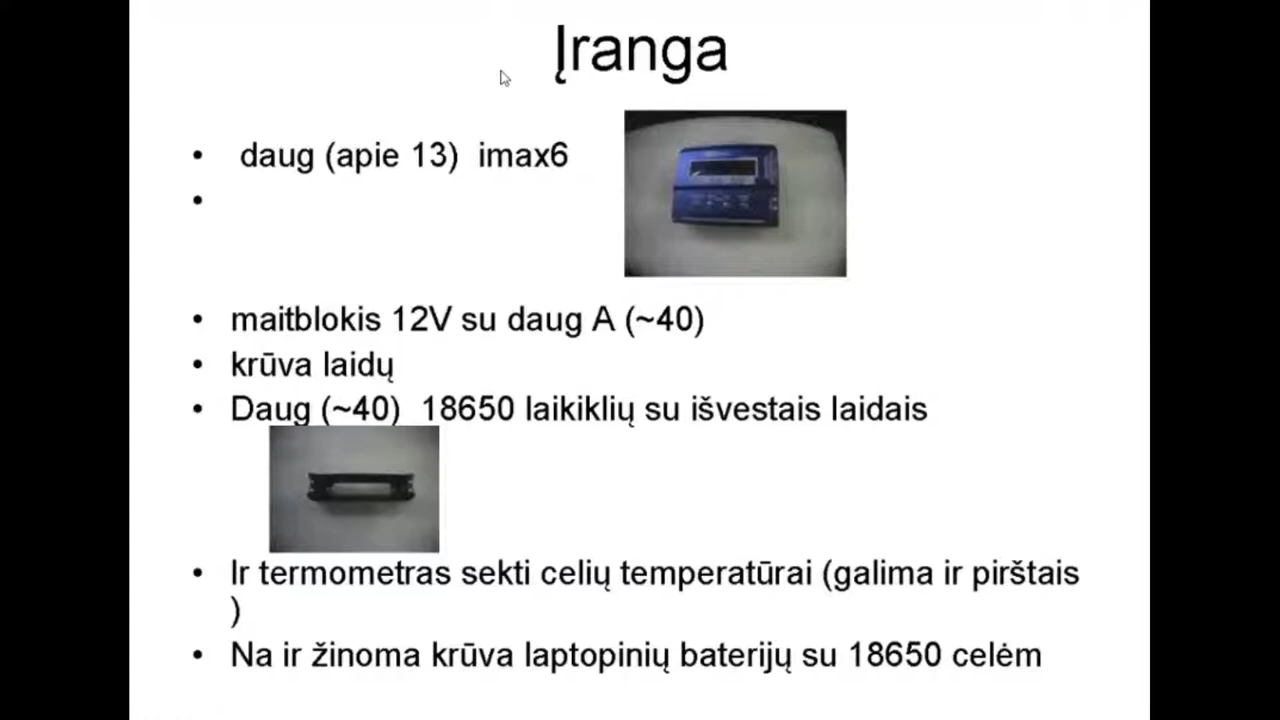 Įranga
• daug (apie 13) imax6
•
• maitblokis 12V su daug A (~40)
• krūva laidų
• Daug (~40) 18650 laikiklių su išvestais laidais
• Ir termometras sekti celių temperatūrai (galima ir pirštais
)
• Na ir žinoma krūva laptopinių baterijų su 18650 celėm